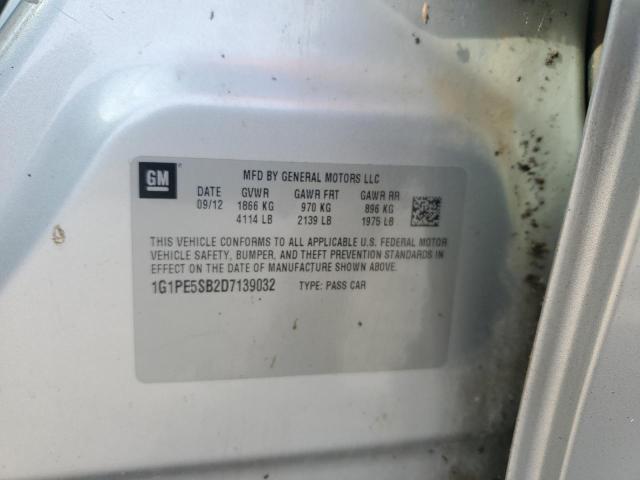 GM
MFD BY GENERAL MOTORS LLC
DATE GVWR GAWR FRT GAWR RR
09/12 1866 KG 970 KG 896 KG
4114 LB 2139 LB 1975 LB
THIS VEHICLE CONFORMS TO ALL APPLICABLE U.S. FEDERAL MOTOR
VEHICLE SAFETY, BUMPER, AND THEFT PREVENTION STANDARDS IN
EFFECT ON THE DATE OF MANUFACTURE SHOWN ABOVE.
1G1PE5SB2D7139032 TYPE: PASS CAR